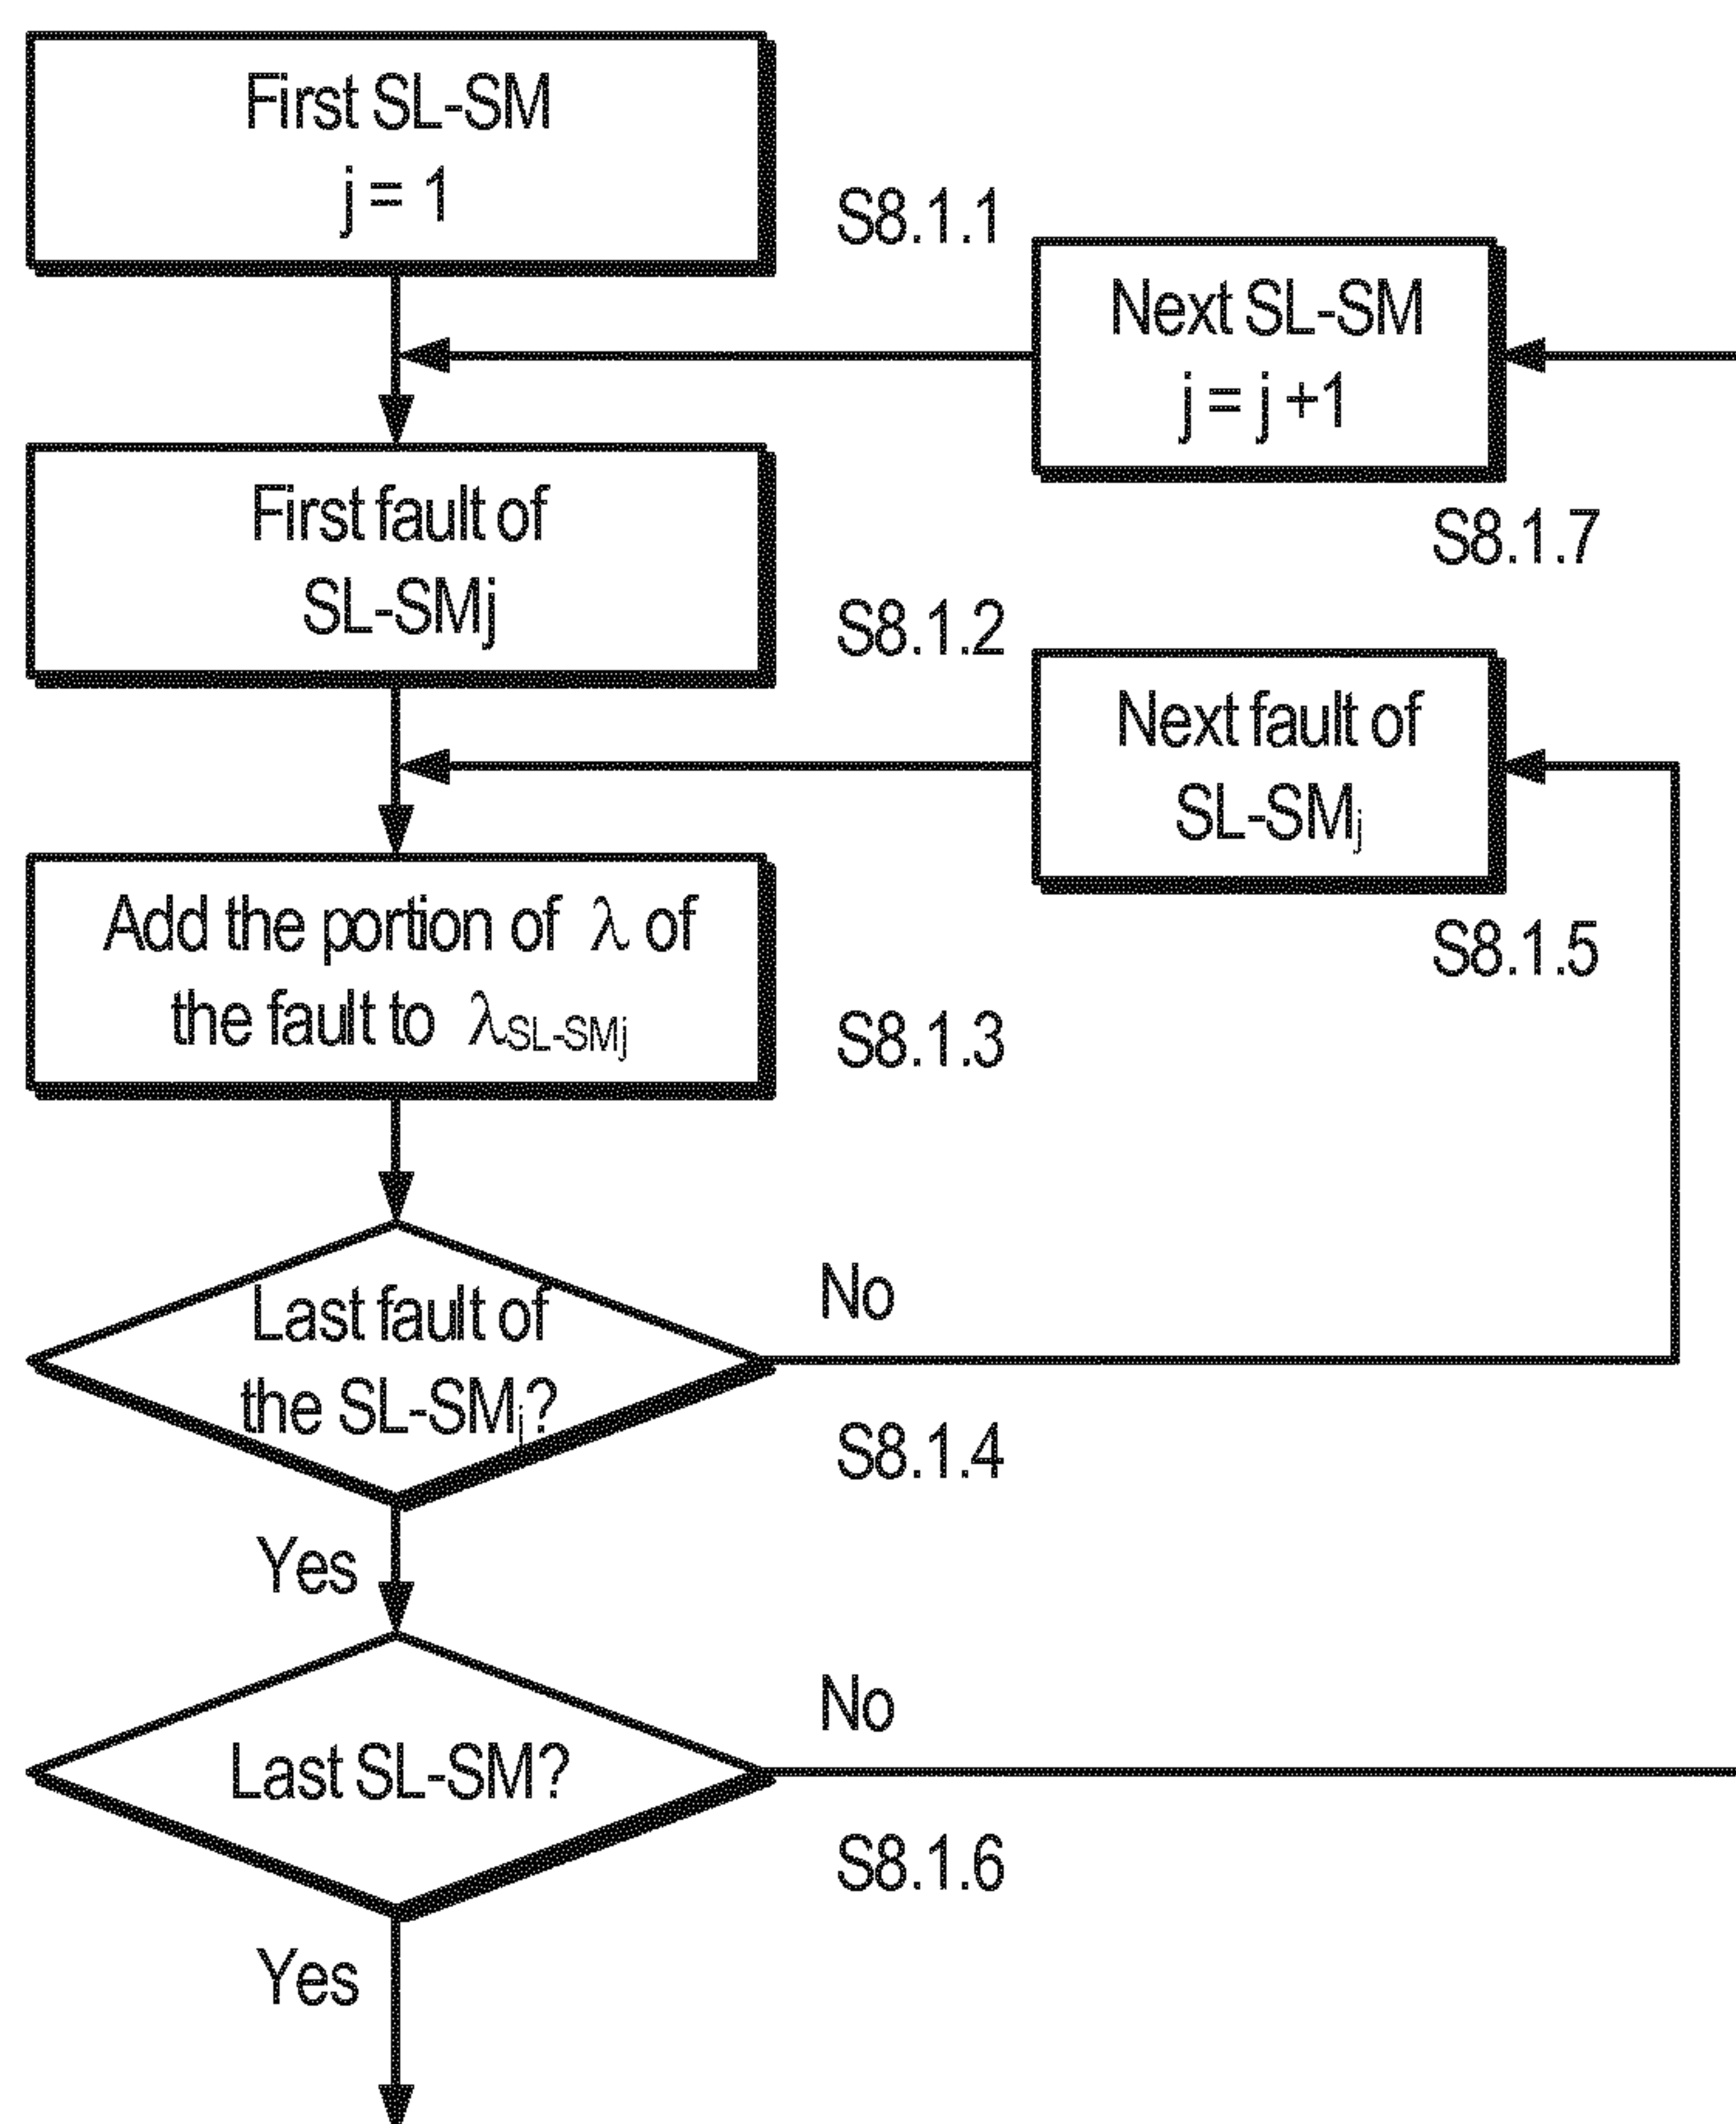 First SL-SM
j = 1
S8.1.1
Next SL-SM
j = j +1
S8.1.7
First fault of
SL-SMj
S8.1.2
Next fault of
SL-SMj
S8.1.5
Add the portion of λ of
the fault to λSL-SMj
S8.1.3
Last fault of
the SL-SMj?
No
S8.1.4
Yes
Last SL-SM?
No
S8.1.6
Yes